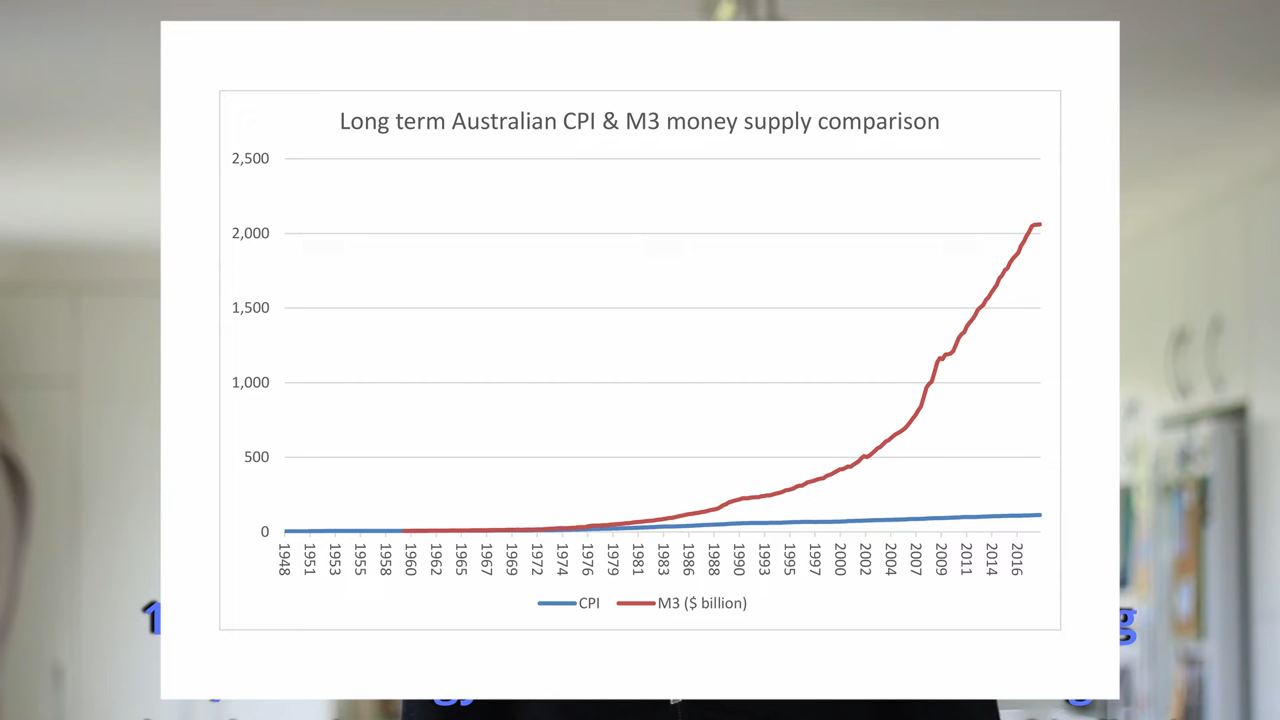 Long term Australian CPI & M3 money supply comparison
2,500
2,000
1,500
1,000
500
0
1948 1951 1953 1955 1958 1960 1962 1965 1967 1969 1972 1974 1976 1979 1981 1983 1986 1988 1990 1993 1995 1997 2000 2002 2004 2007 2009 2011 2014 2016
CPI M3 ($ billion)